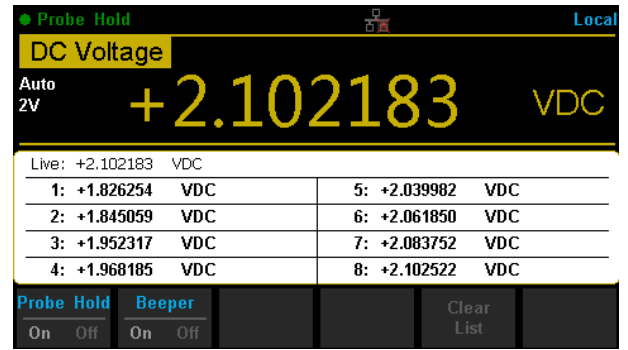 Probe Hold Local
DC Voltage
Auto
2V
+2.102183 VDC
Live: +2.102183 VDC
1: +1.826254 VDC
2: +1.845059 VDC
3: +1.952317 VDC
4: +1.968185 VDC
5: +2.039982 VDC
6: +2.061850 VDC
7: +2.083752 VDC
8: +2.102522 VDC
Probe Hold
On Off
Beeper
On Off
Clear
List